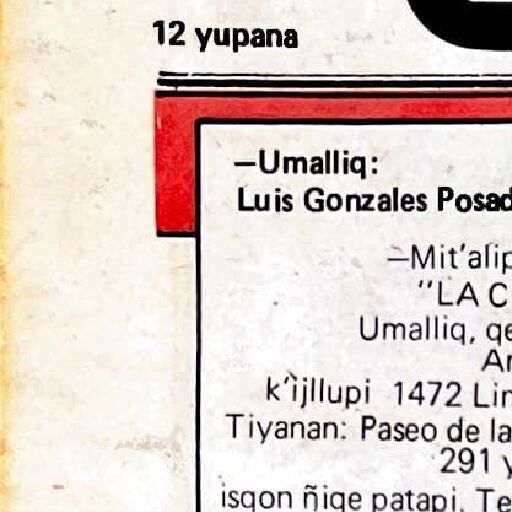 12 yupana
—Umalliq:
Luis Gonzales Posad
—Mit'alip
"LA C
Umalliq, qe
Ar
k'ijllupi 1472 Lin
Tiyanan: Paseo de la
291 y
isqon ñiqe patapi. Te